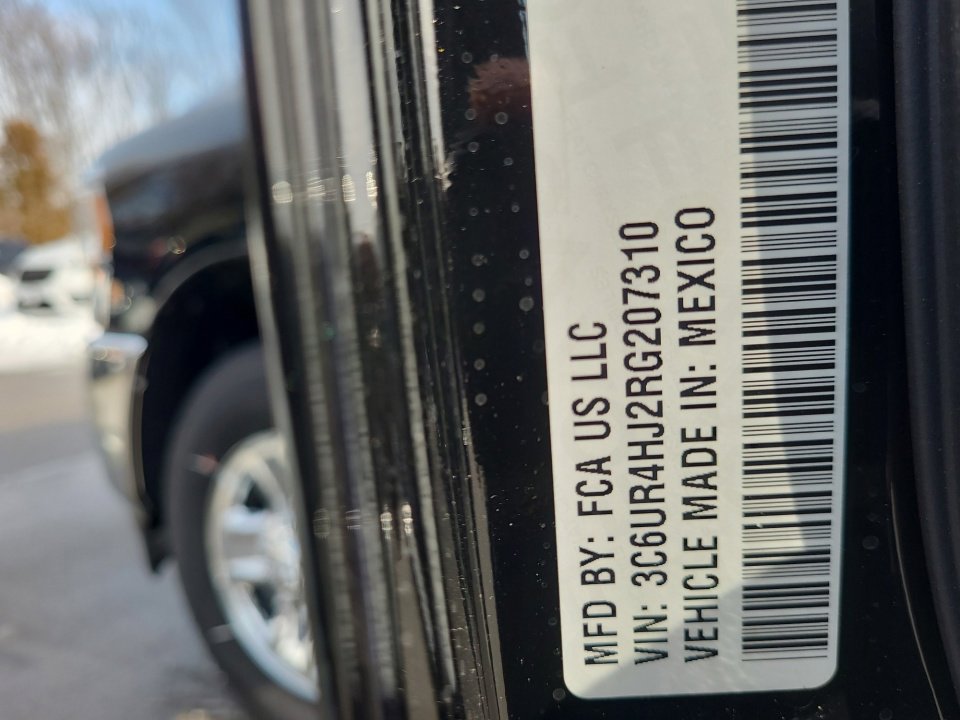 MFD BY: FCA US LLC
VIN: 3C6UR4HJ2RG207310
VEHICLE MADE IN: MEXICO